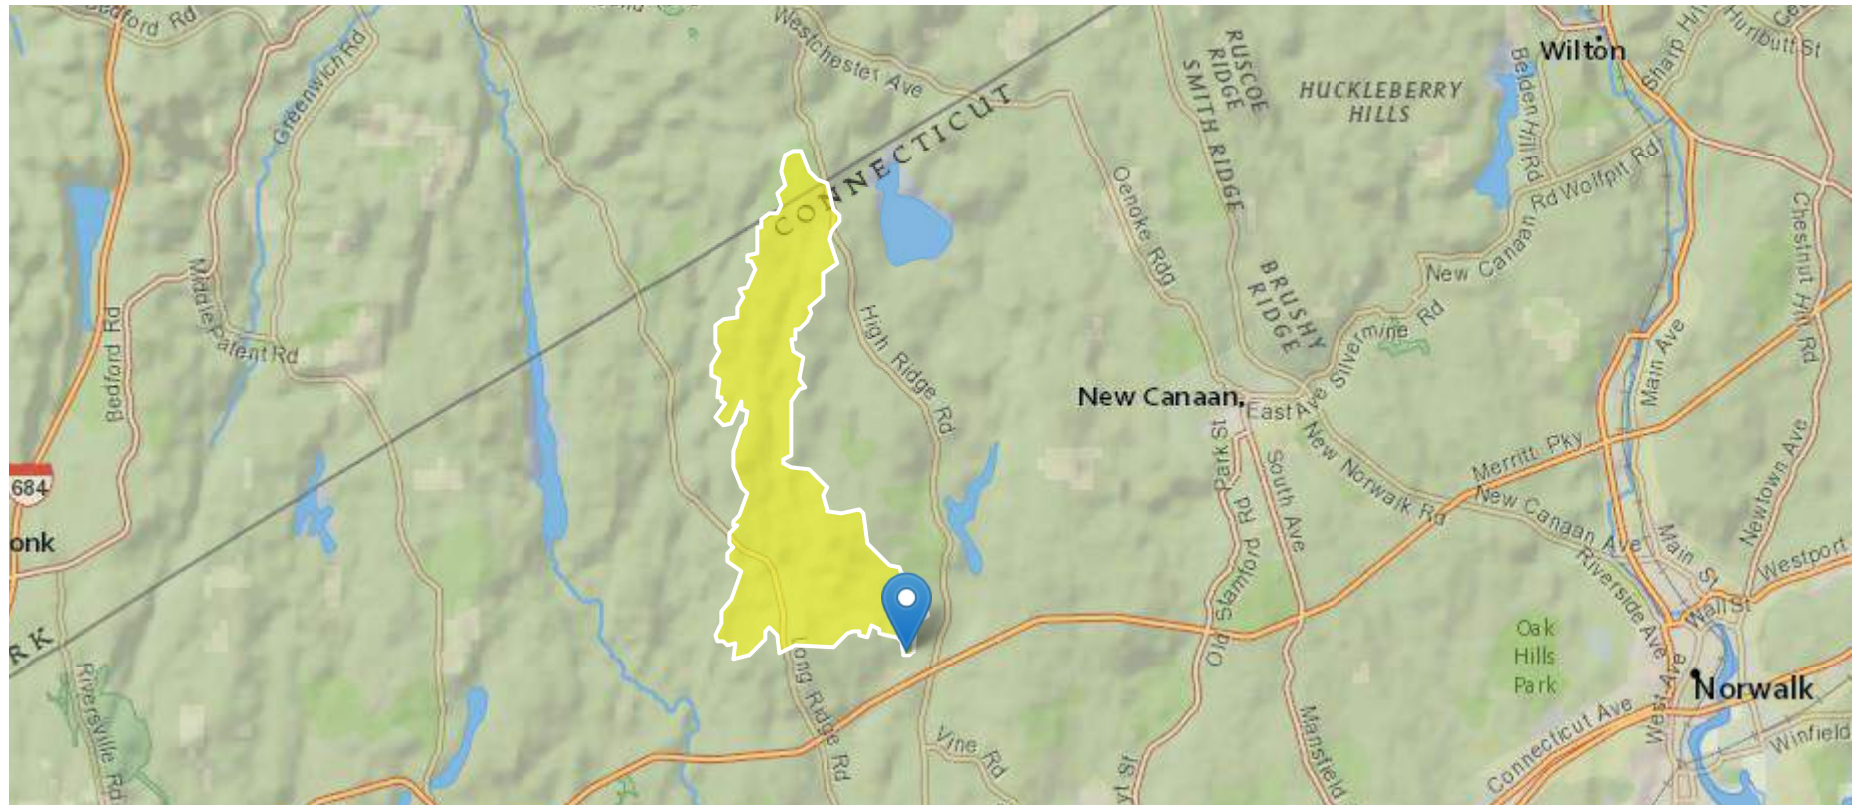 Bedford Rd
Westchester Ave
Hurlbutt St
Sharp Hill
Wilton
Greenwich Rd
RUSCOE
RIDGE
SMITH RIDGE
HUCKLEBERRY
HILLS
Belden Hill Rd
CONNECTICUT
Wolfpit Rd
New Canaan Rd
Oenoke Rdg
Chestnut Hill Rd
Middle Patent Rd
BRUSHY
RIDGE
Silvermine Rd
Bedford Rd
High Ridge Rd
Main Ave
New Canaan
East Ave
Park St
New Norwalk Rd
Merritt Pky
South Ave
684
New Canaan Ave
Newtown Ave
onk
Old Stamford Rd
Main St
Westport
Riverside Ave
Wall St
RK
Oak
Hills
Park
Long Ridge Rd
Riversville Rd
West Ave
Norwalk
Connecticut Ave
Mansfield
Vine Rd
Winfield
yt St